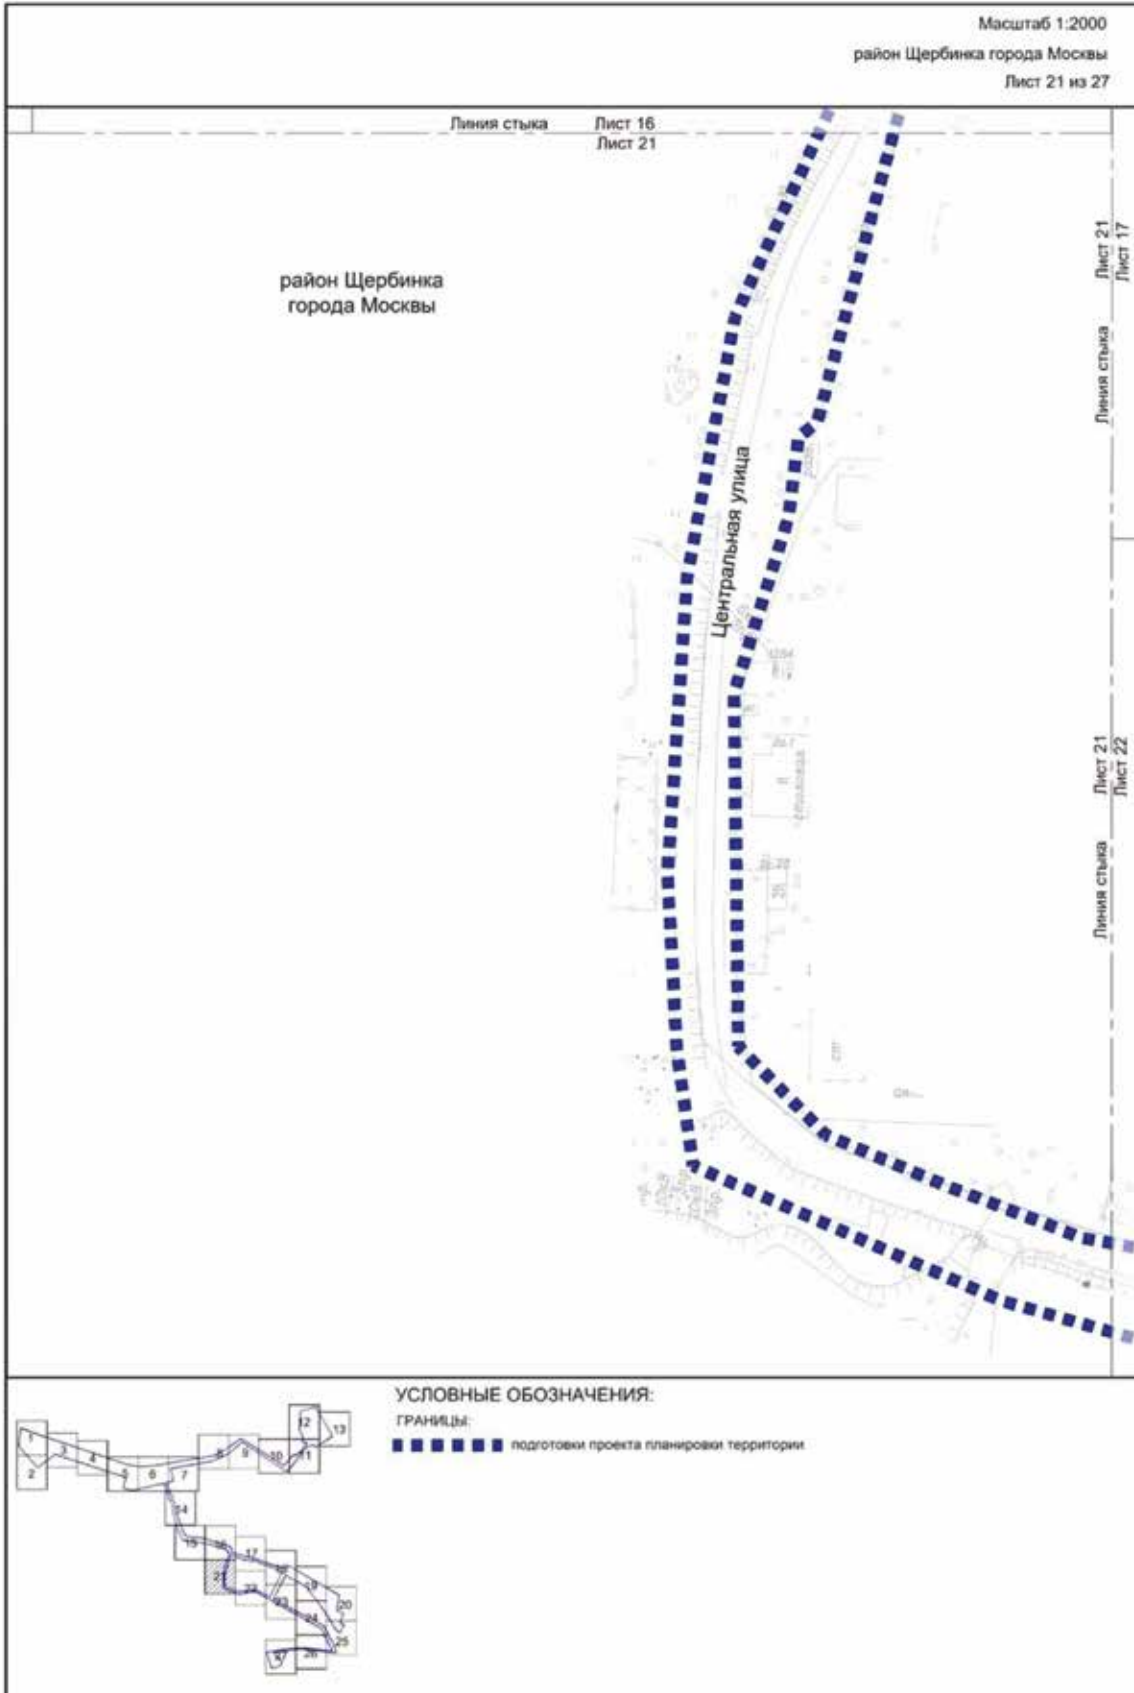 Масштаб 1:2000
район Щербинка города Москвы
Лист 21 из 27
Линия стыка Лист 16
Лист 21
район Щербинка
города Москвы
Центральная улица
Линия стыка Лист 21
Лист 17
Линия стыка Лист 21
Лист 22
УСЛОВНЫЕ ОБОЗНАЧЕНИЯ:
ГРАНИЦЫ:
подготовки проекта планировки территории
1
2
3
4
5
6
7
8
9
10
11
12
13
14
15
16
17
18
19
20
21
22
23
24
25
26
27